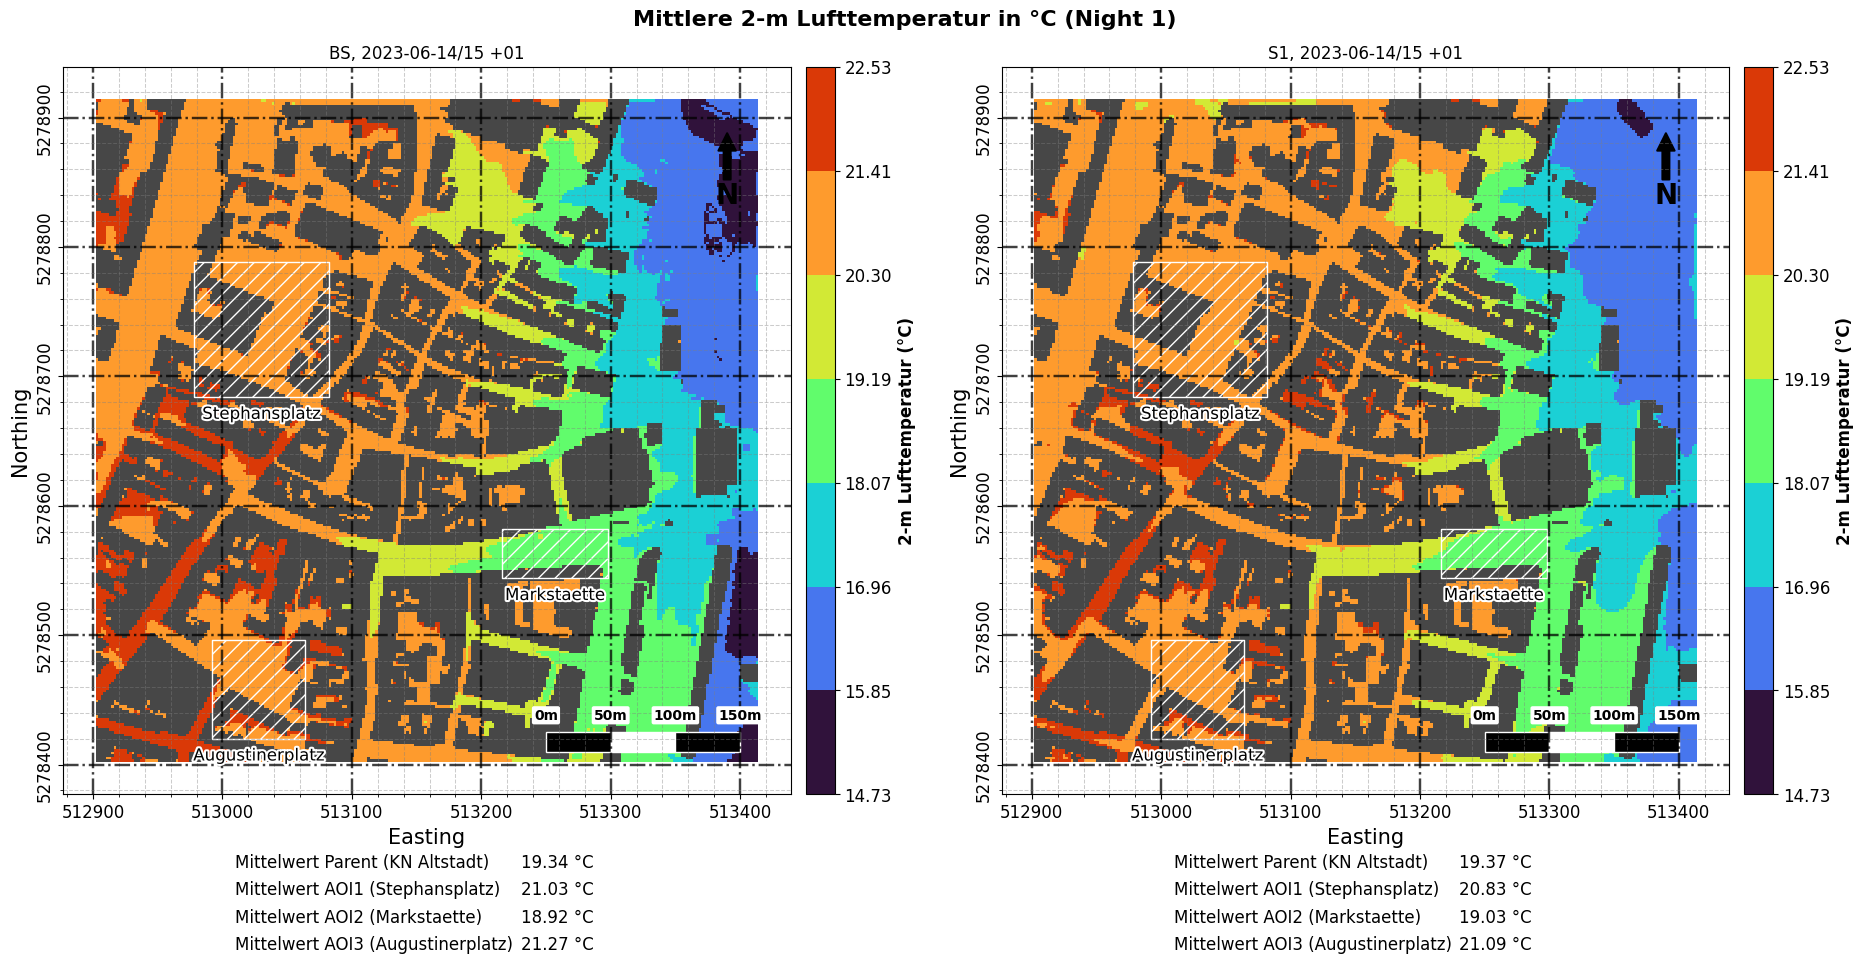 Mittlere 2-m Lufttemperatur in °C (Night 1)
BS, 2023-06-14/15 +01
Northing
5278900
5278800
5278700
5278600
5278500
5278400
N
Stephansplatz
Markstaette
Augustinerplatz
0m 50m 100m 150m
512900 513000 513100 513200 513300 513400
Easting
22.53
21.41
20.30
19.19
18.07
16.96
15.85
14.73
2-m Lufttemperatur (°C)
Mittelwert Parent (KN Altstadt) 19.34 °C
Mittelwert AOI1 (Stephansplatz) 21.03 °C
Mittelwert AOI2 (Markstaette) 18.92 °C
Mittelwert AOI3 (Augustinerplatz) 21.27 °C
S1, 2023-06-14/15 +01
Northing
5278900
5278800
5278700
5278600
5278500
5278400
N
Stephansplatz
Markstaette
Augustinerplatz
0m 50m 100m 150m
512900 513000 513100 513200 513300 513400
Easting
22.53
21.41
20.30
19.19
18.07
16.96
15.85
14.73
2-m Lufttemperatur (°C)
Mittelwert Parent (KN Altstadt) 19.37 °C
Mittelwert AOI1 (Stephansplatz) 20.83 °C
Mittelwert AOI2 (Markstaette) 19.03 °C
Mittelwert AOI3 (Augustinerplatz) 21.09 °C